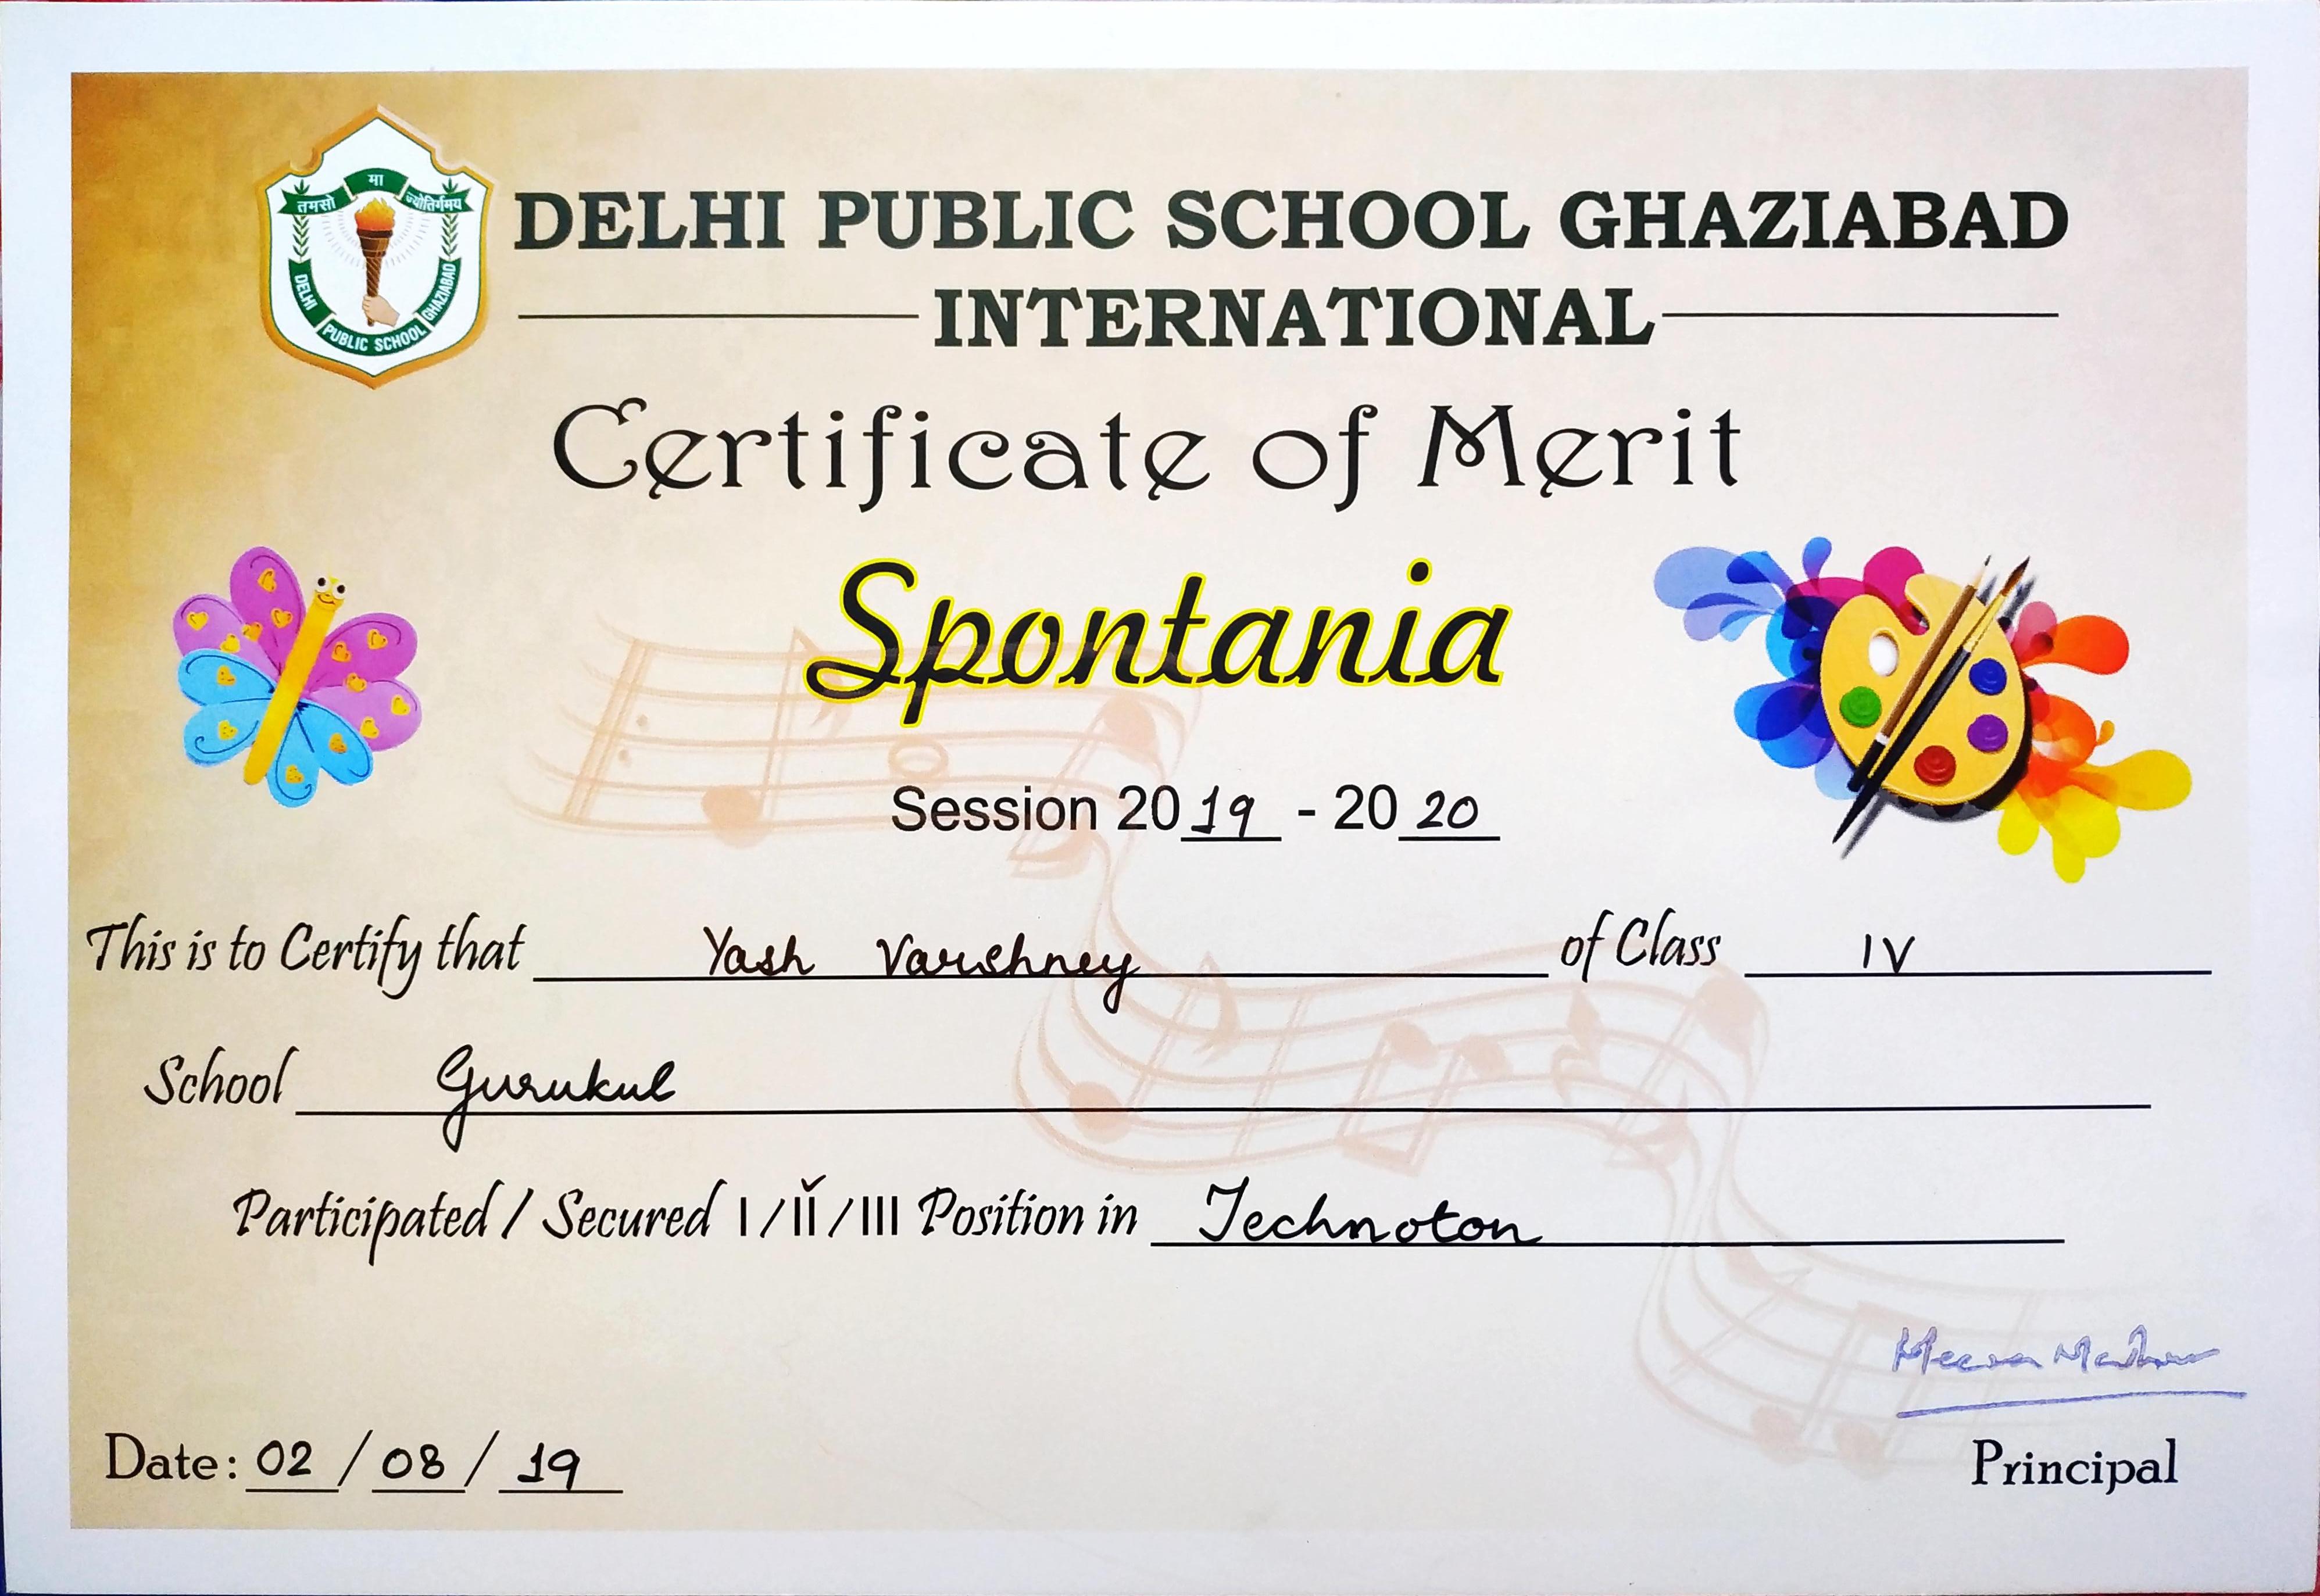 तमसो मा ज्योतिर्गमय
DELHI PUBLIC SCHOOL GHAZIABAD
DELHI PUBLIC SCHOOL GHAZIABAD
INTERNATIONAL
Certificate of Merit
Spontania
Session 2019 - 2020
This is to Certify that Yash Varshney of Class IV
School Gurukul
Participated / Secured I / II / III Position in Technoton
Meera Mathur
Date: 02 / 08 / 19
Principal